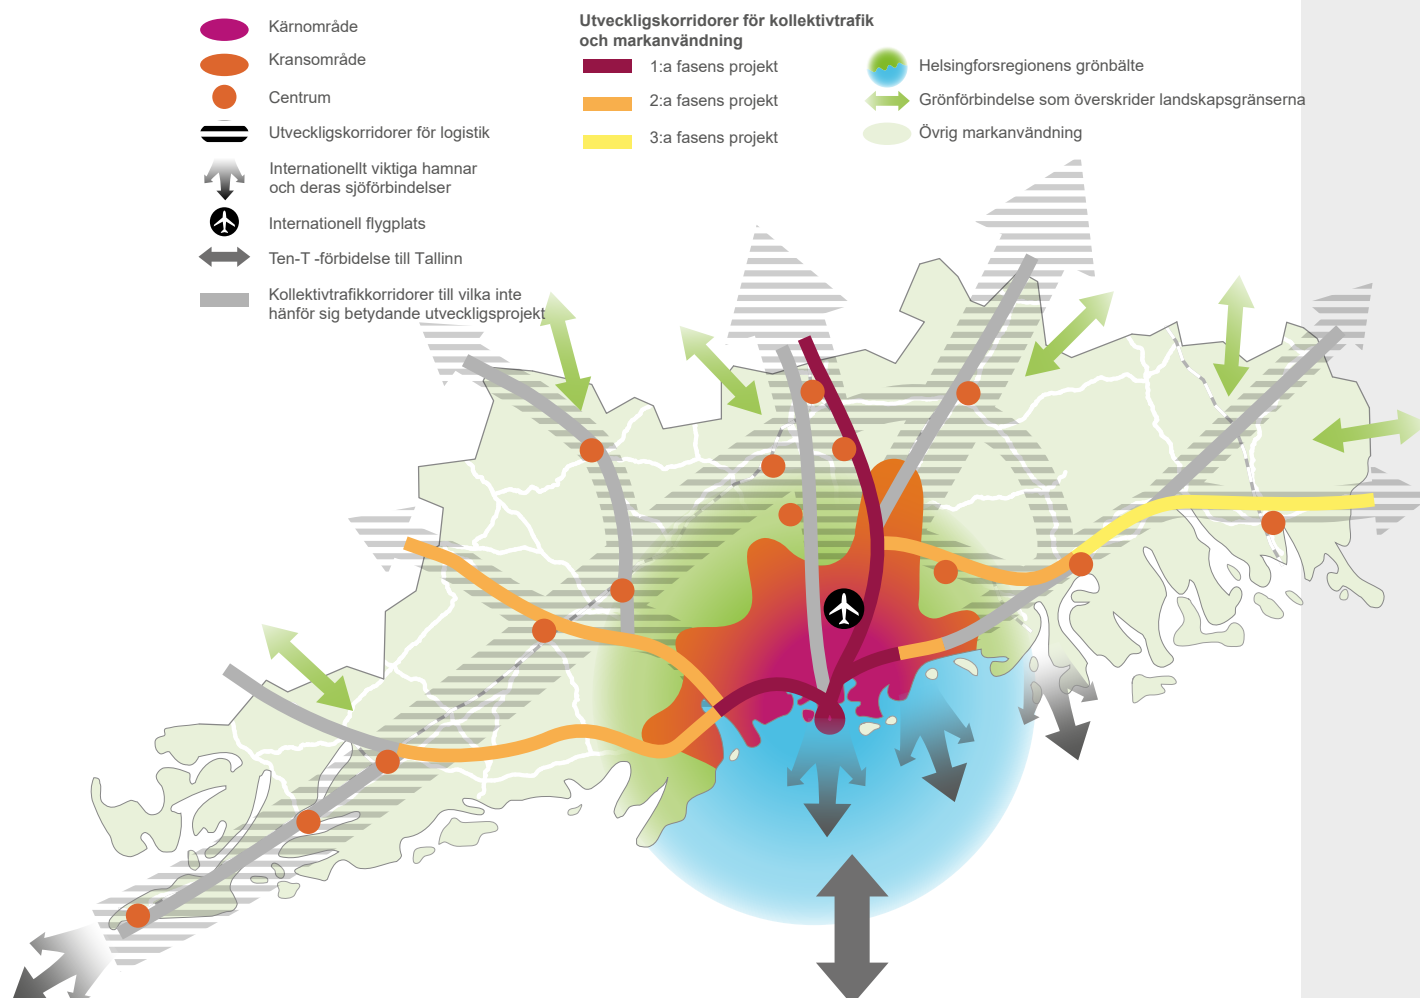 Kärnområde
Kransområde
Centrum
Utveckligskorridorer för logistik
Internationellt viktiga hamnar
och deras sjöförbindelser
Internationell flygplats
Ten-T -förbidelse till Tallinn
Kollektivtrafikkorridorer till vilka inte
hänför sig betydande utveckligsprojekt
Utveckligskorridorer för kollektivtrafik
och markanvändning
1:a fasens projekt
2:a fasens projekt
3:a fasens projekt
Helsingforsregionens grönbälte
Grönförbindelse som överskrider landskapsgränserna
Övrig markanvändning